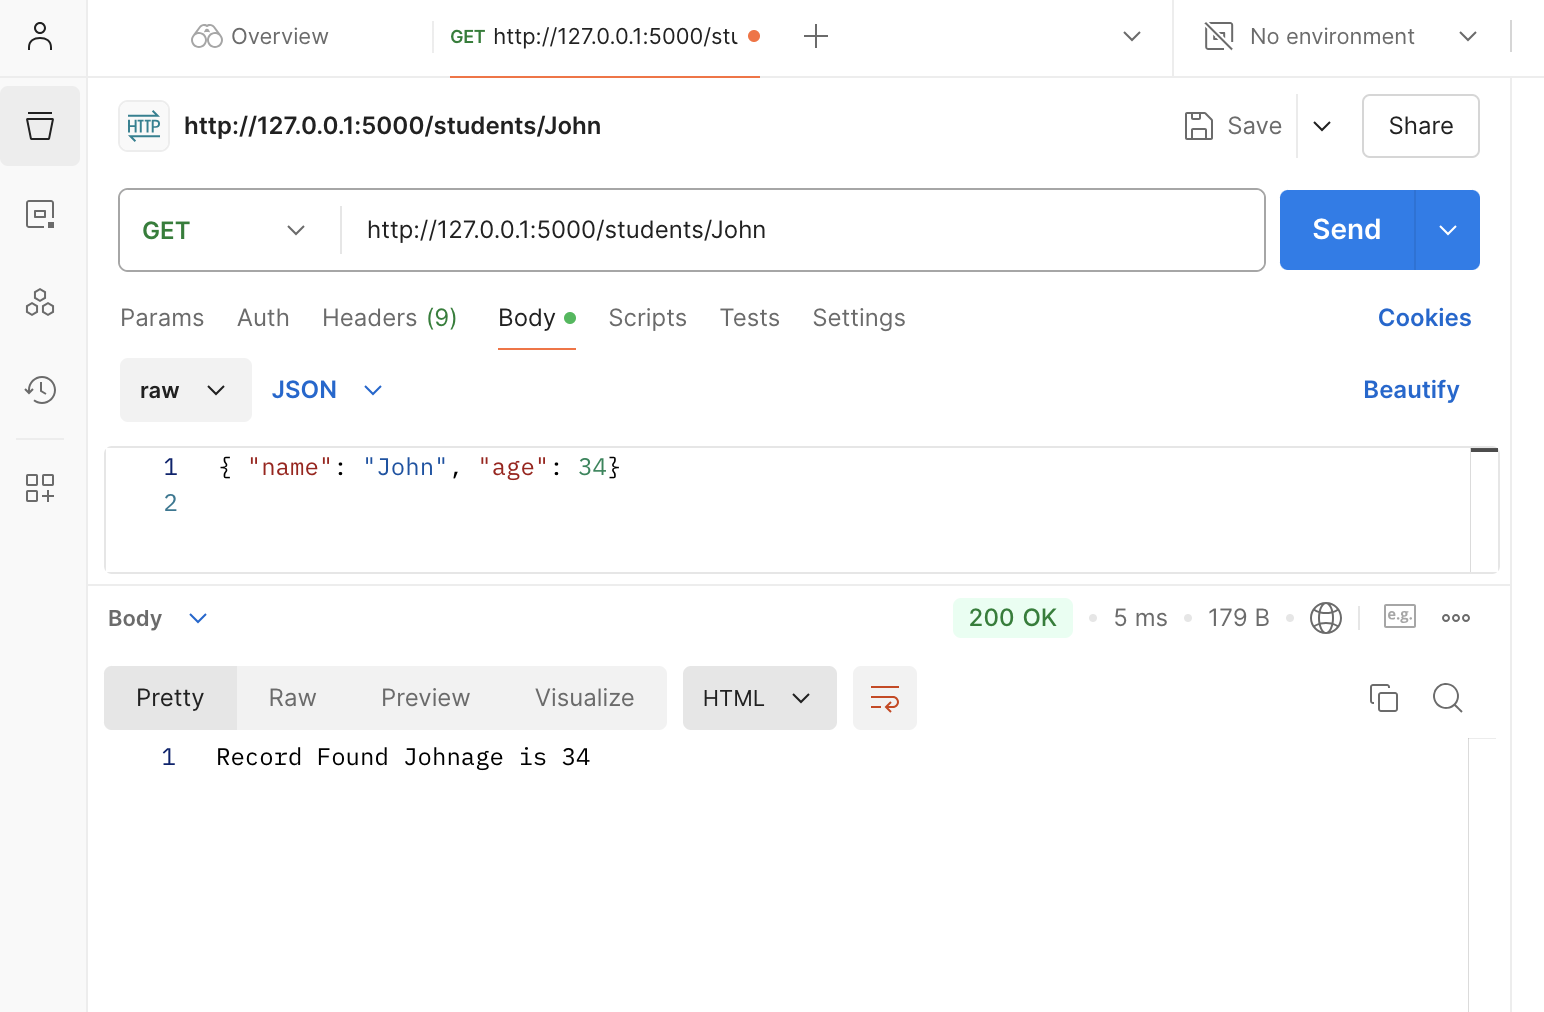 Overview
GET http://127.0.0.1:5000/stu
No environment
HTTP http://127.0.0.1:5000/students/John
Save
Share
GET http://127.0.0.1:5000/students/John
Send
Params Auth Headers (9) Body Scripts Tests Settings Cookies
raw JSON Beautify
1 { "name": "John", "age": 34}
2
Body 200 OK 5 ms 179 B e.g.
Pretty Raw Preview Visualize HTML
1 Record Found Johnage is 34